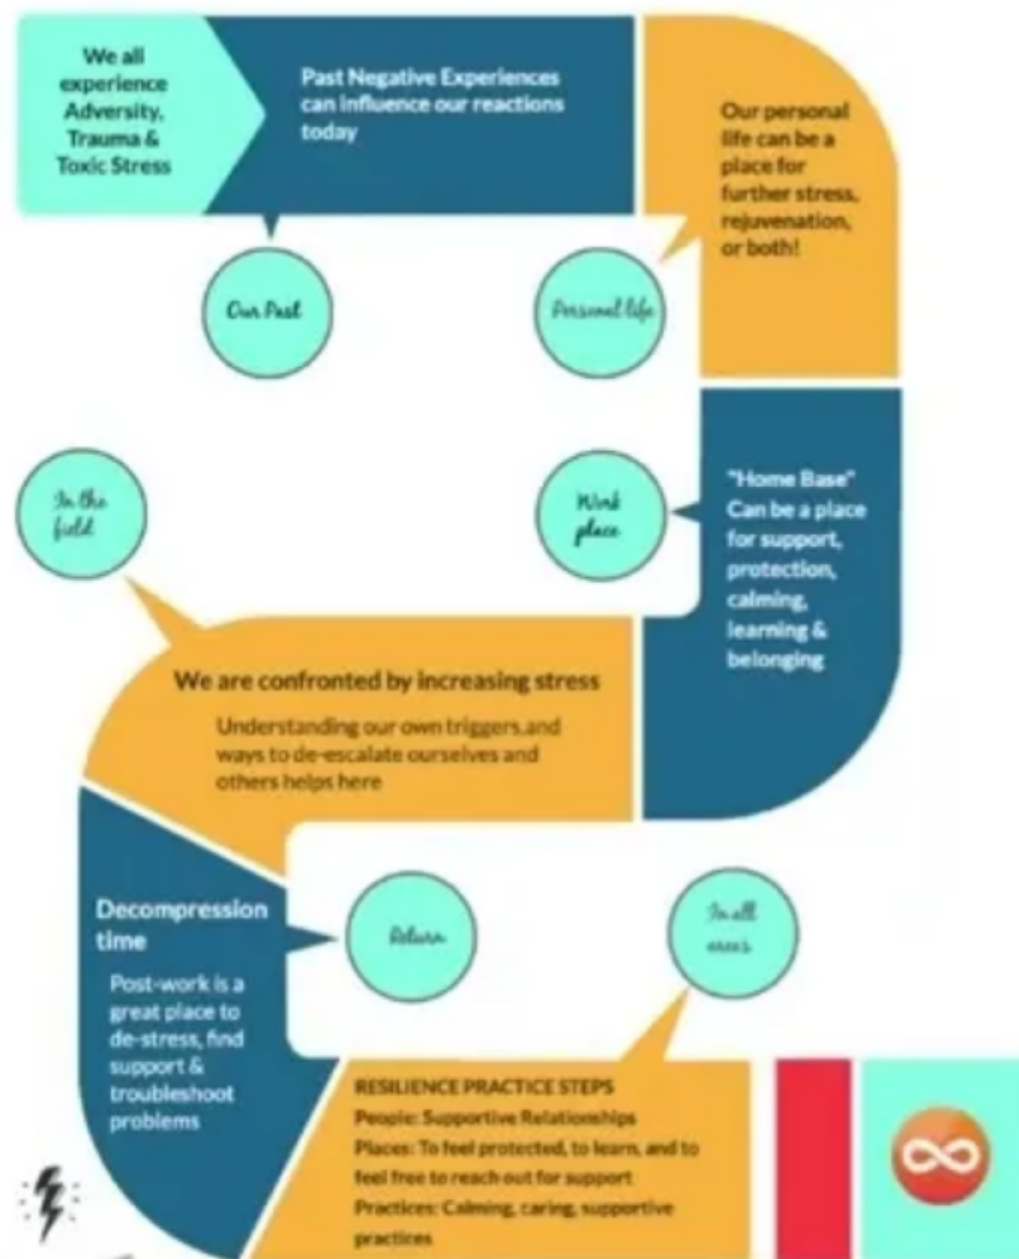 We all
experience
Adversity,
Trauma &
Toxic Stress
Past Negative Experiences
can influence our reactions
today
Our personal
life can be a
place for
further stress,
rejuvenation,
or both!
Our Past
Personal life
In the
field
Work
place
"Home Base"
Can be a place
for support,
protection,
calming,
learning &
belonging
We are confronted by increasing stress
Understanding our own triggers and
ways to de-escalate ourselves and
others helps here
Decompression
time
Post-work is a
great place to
de-stress, find
support &
troubleshoot
problems
Return
In all
areas
RESILIENCE PRACTICE STEPS
People: Supportive Relationships
Places: To feel protected, to learn, and to
feel free to reach out for support
Practices: Calming, caring, supportive
practices